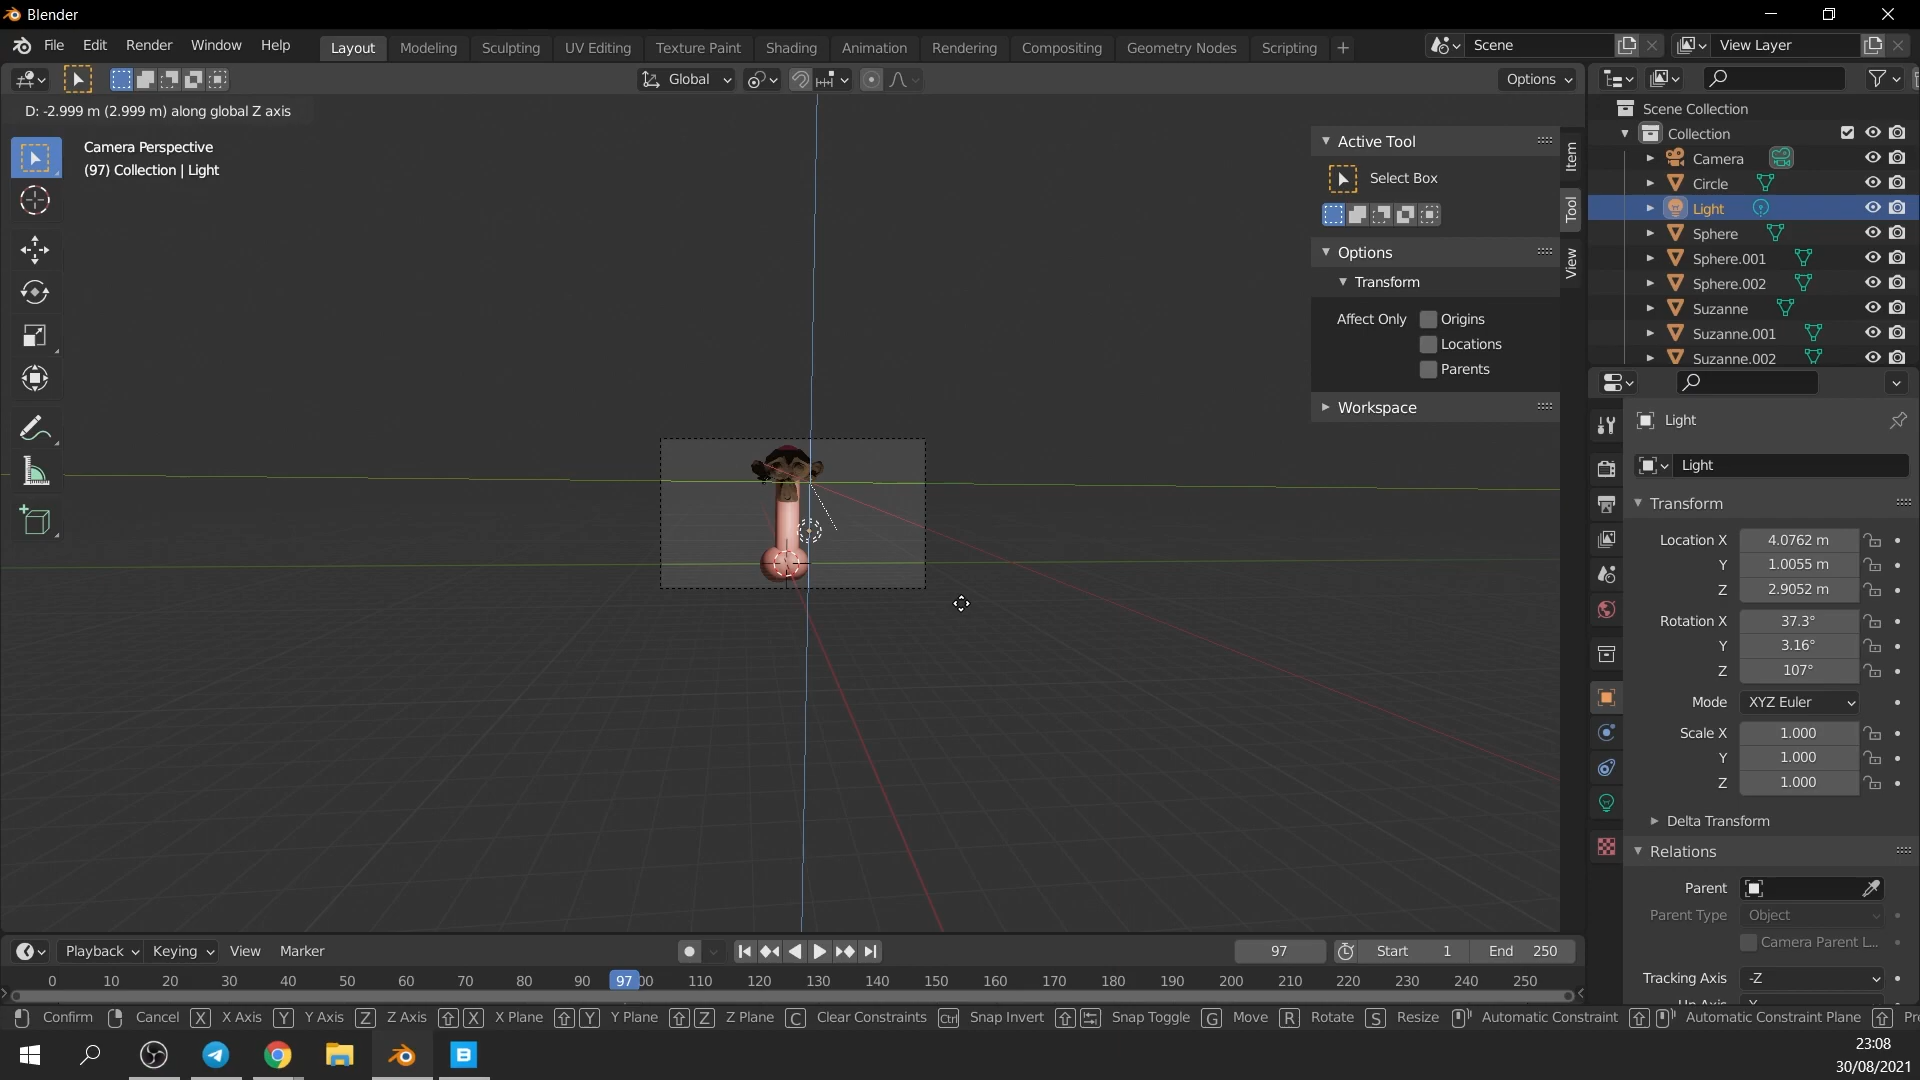 Blender
File Edit Render Window Help Layout Modeling Sculpting UV Editing Texture Paint Shading Animation Rendering Compositing Geometry Nodes Scripting + Scene View Layer
Global Options
D: -2.999 m (2.999 m) along global Z axis
Camera Perspective
(97) Collection | Light
Active Tool
Select Box
Options
Transform
Affect Only Origins
Locations
Parents
Workspace
Item
Tool
View
Scene Collection
Collection
Camera
Circle
Light
Sphere
Sphere.001
Sphere.002
Suzanne
Suzanne.001
Suzanne.002
Light
Light
Transform
Location X 4.0762 m
Y 1.0055 m
Z 2.9052 m
Rotation X 37.3°
Y 3.16°
Z 107°
Mode XYZ Euler
Scale X 1.000
Y 1.000
Z 1.000
Delta Transform
Relations
Parent
Parent Type Object
Camera Parent L...
Tracking Axis -Z
Playback Keying View Marker 97 Start 1 End 250
0 10 20 30 40 50 60 70 80 90 97 110 120 130 140 150 160 170 180 190 200 210 220 230 240 250
Confirm Cancel X X Axis Y Y Axis Z Z Axis X X Plane Y Y Plane Z Z Plane C Clear Constraints Ctrl Snap Invert Snap Toggle G Move R Rotate S Resize Automatic Constraint Automatic Constraint Plane
23:08
30/08/2021